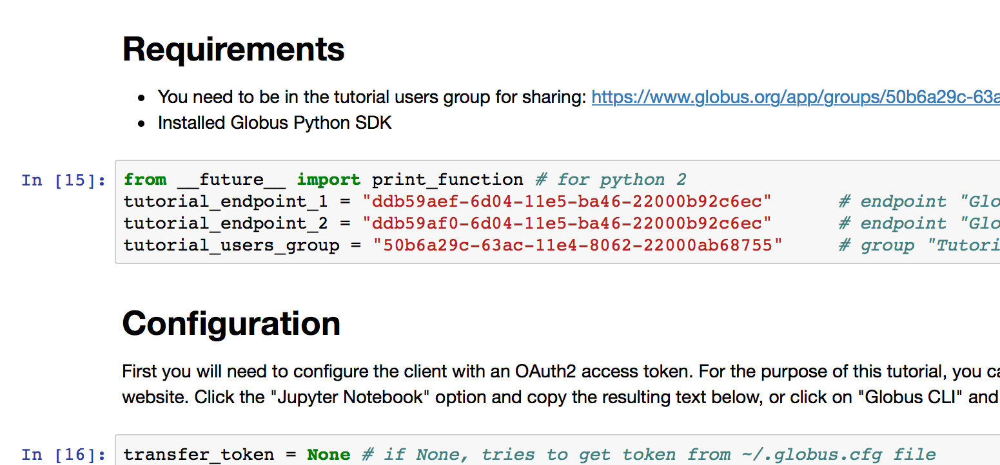 Requirements
• You need to be in the tutorial users group for sharing: https://www.globus.org/app/groups/50b6a29c-63a
• Installed Globus Python SDK
In [15]: from __future__ import print_function # for python 2
tutorial_endpoint_1 = "ddb59aef-6d04-11e5-ba46-22000b92c6ec" # endpoint "Glo
tutorial_endpoint_2 = "ddb59af0-6d04-11e5-ba46-22000b92c6ec" # endpoint "Glo
tutorial_users_group = "50b6a29c-63ac-11e4-8062-22000ab68755" # group "Tutori
Configuration
First you will need to configure the client with an OAuth2 access token. For the purpose of this tutorial, you ca
website. Click the "Jupyter Notebook" option and copy the resulting text below, or click on "Globus CLI" and
In [16]: transfer_token = None # if None, tries to get token from ~/.globus.cfg file